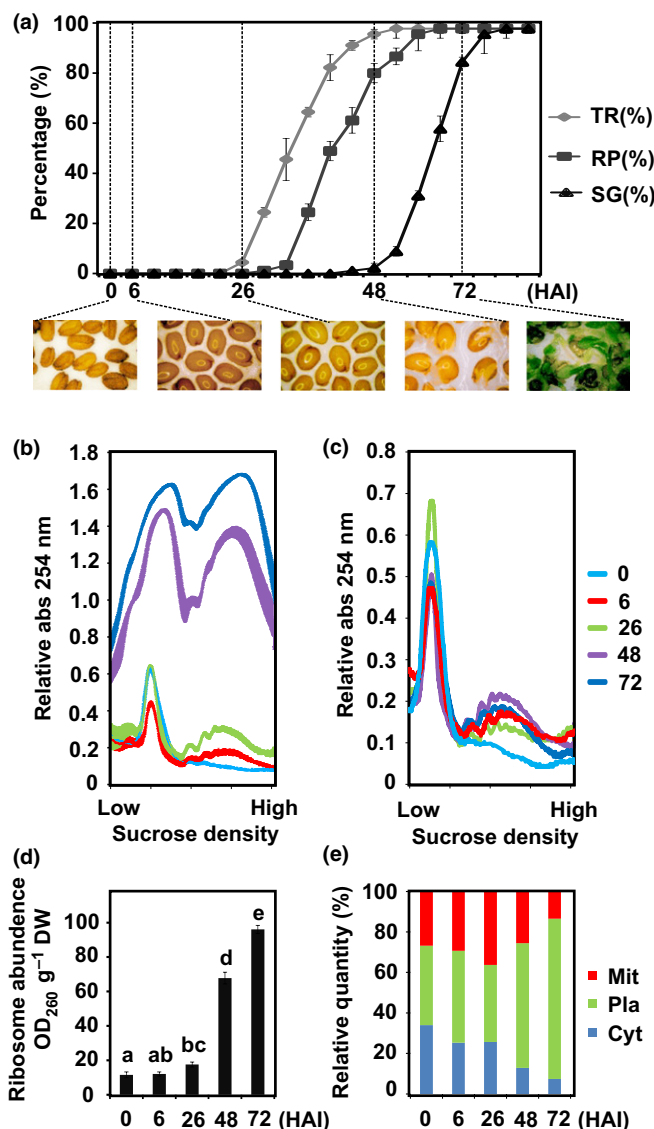 (a)
100
80
60
40
20
0
Percentage (%)
TR(%)
RP(%)
SG(%)
0 6 26 48 72 (HAI)
(b)
1.8
1.6
1.4
1.2
1.0
0.8
0.6
0.4
0.2
0
Relative abs 254 nm
Low High
Sucrose density
(c)
0.8
0.7
0.6
0.5
0.4
0.3
0.2
0.1
0
Relative abs 254 nm
Low High
Sucrose density
0
6
26
48
72
(d)
100
80
60
40
20
0
Ribosome abundance
OD260 g–1 DW
a ab bc d e
0 6 26 48 72 (HAI)
(e)
100
80
60
40
20
0
Relative quantity (%)
Mit
Pla
Cyt
0 6 26 48 72 (HAI)